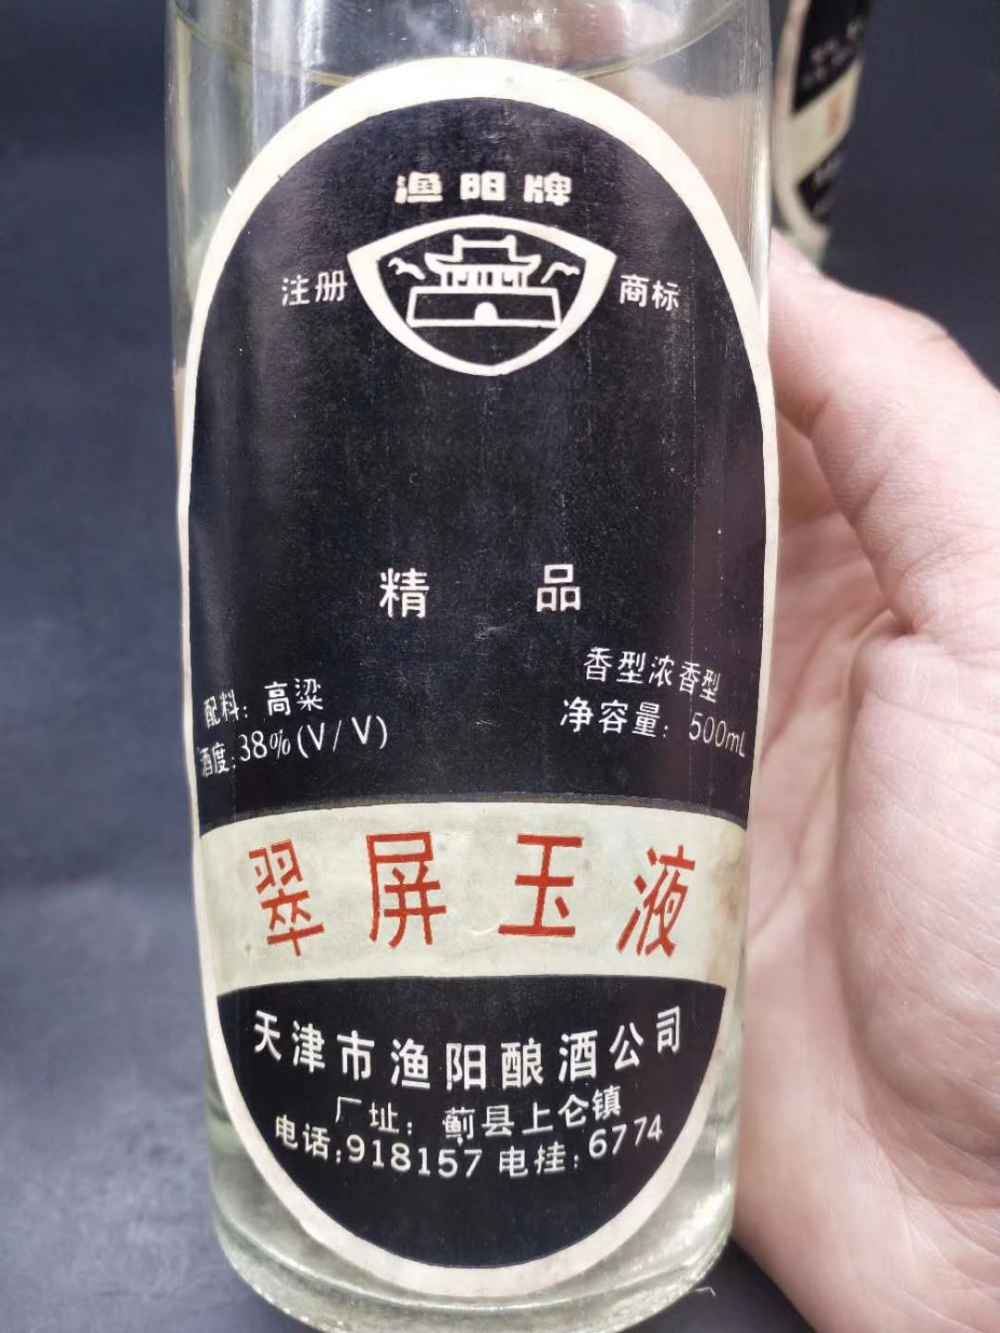 渔阳牌
注册 商标
精 品
香型浓香型
配料：高粱
净容量：500mL
酒度：38%(V/V)
翠屏玉液
天津市渔阳酿酒公司
厂址：蓟县上仓镇
电话：918157 电挂：6774